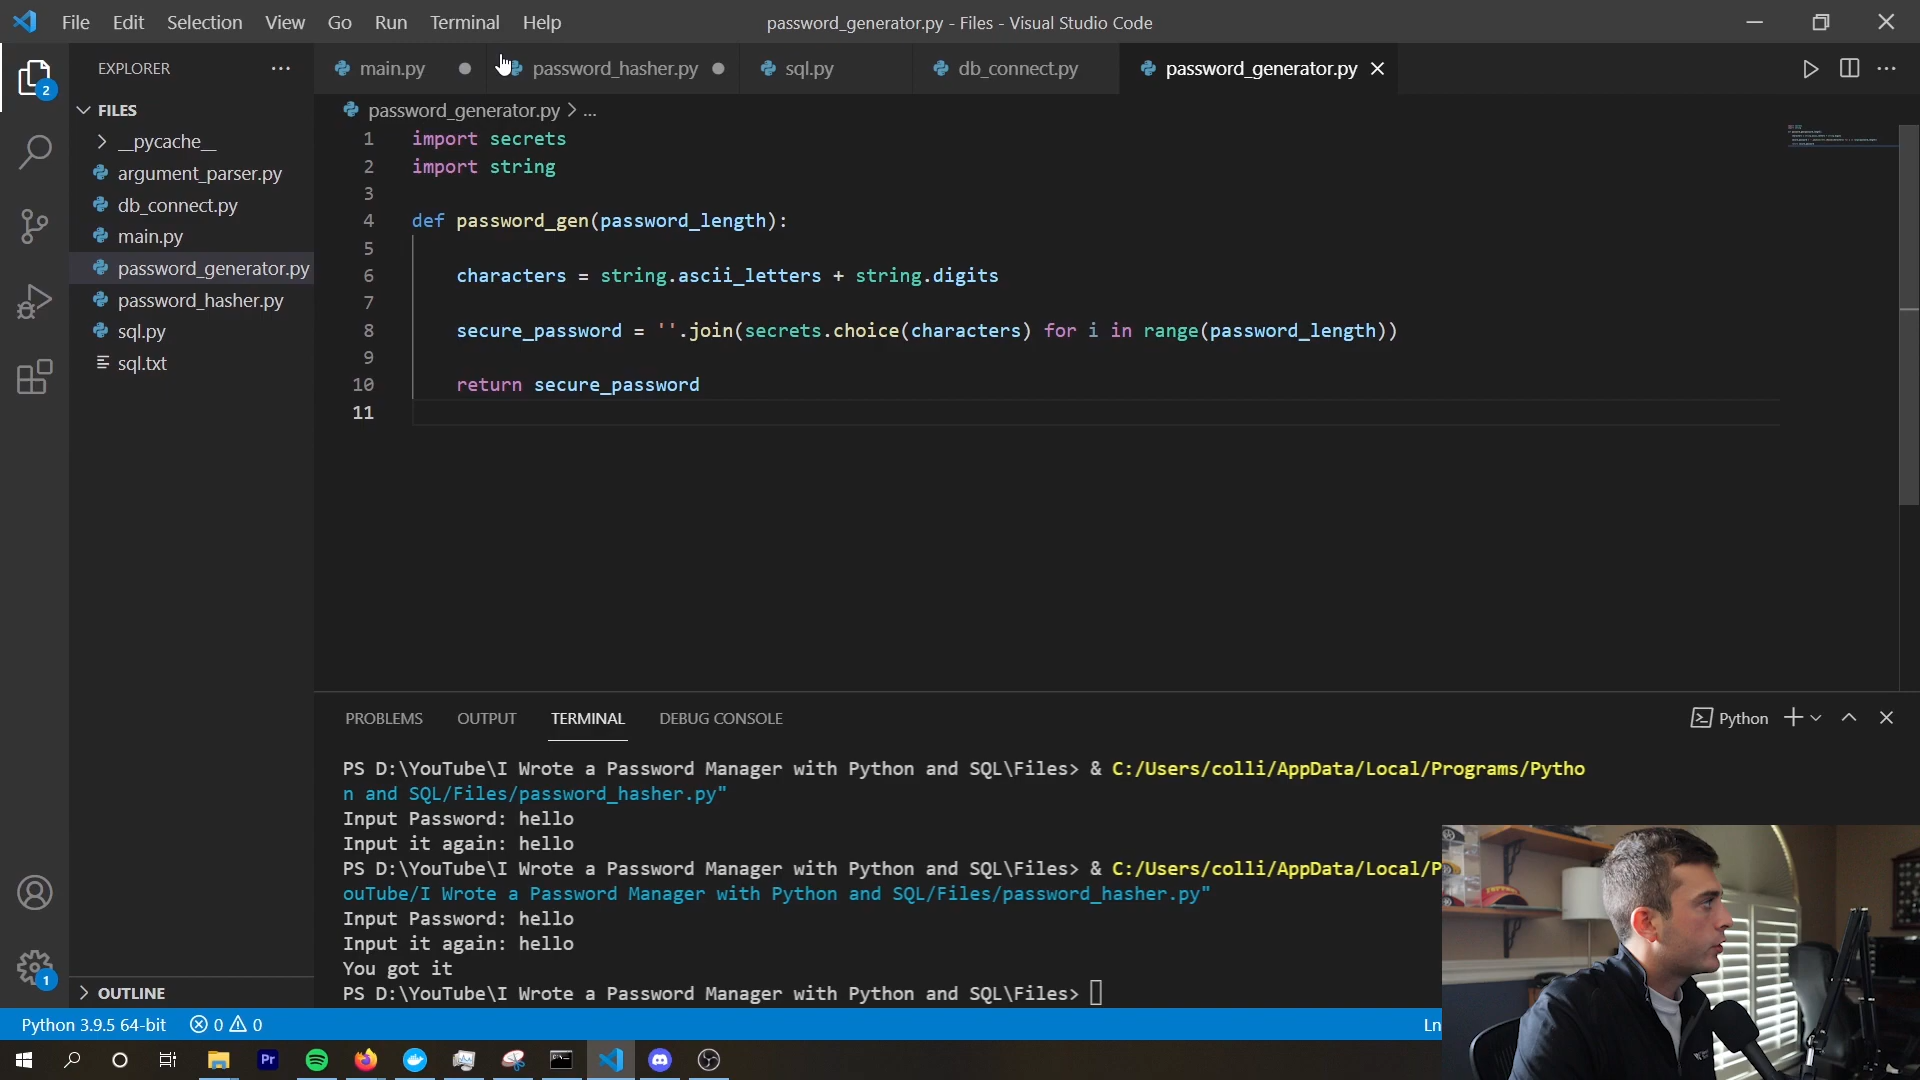 File Edit Selection View Go Run Terminal Help
password_generator.py - Files - Visual Studio Code
EXPLORER
main.py
password_hasher.py
sql.py
db_connect.py
password_generator.py
2
FILES
__pycache__
argument_parser.py
db_connect.py
main.py
password_generator.py
password_hasher.py
sql.py
sql.txt
OUTLINE
1
password_generator.py > ...
1 import secrets
2 import string
3
4 def password_gen(password_length):
5
6 characters = string.ascii_letters + string.digits
7
8 secure_password = ''.join(secrets.choice(characters) for i in range(password_length))
9
10 return secure_password
11
PROBLEMS OUTPUT TERMINAL DEBUG CONSOLE
Python
PS D:\YouTube\I Wrote a Password Manager with Python and SQL\Files> & C:/Users/colli/AppData/Local/Programs/Pytho
n and SQL/Files/password_hasher.py"
Input Password: hello
Input it again: hello
PS D:\YouTube\I Wrote a Password Manager with Python and SQL\Files> & C:/Users/colli/AppData/Local/P
ouTube/I Wrote a Password Manager with Python and SQL/Files/password_hasher.py"
Input Password: hello
Input it again: hello
You got it
PS D:\YouTube\I Wrote a Password Manager with Python and SQL\Files>
Python 3.9.5 64-bit 0 0
Ln
Pr